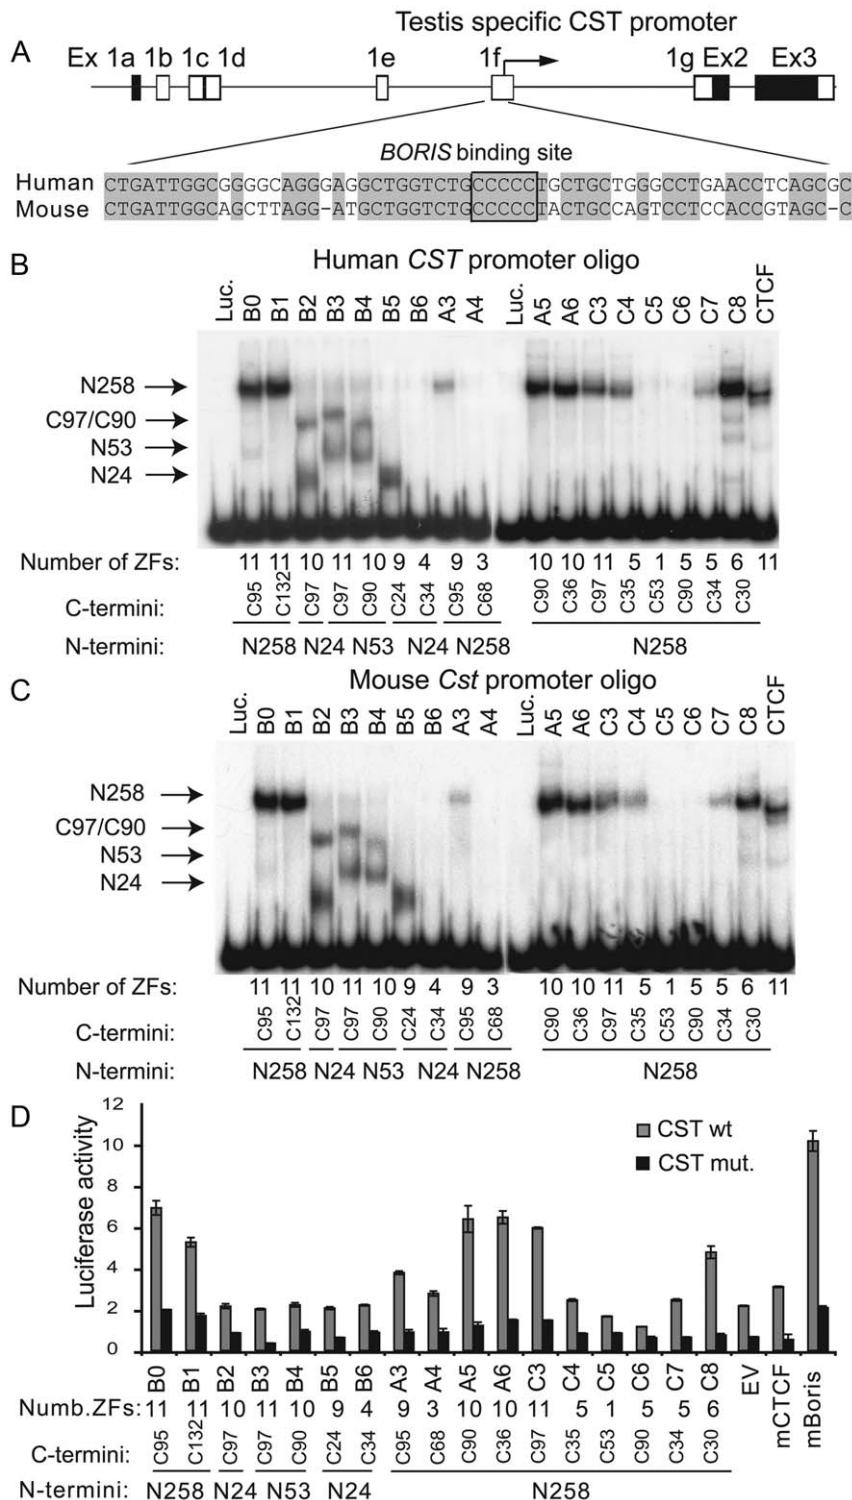 Testis specific CST promoter
A
Ex 1a 1b 1c 1d 1e 1f 1g Ex2 Ex3
BORIS binding site
Human CTGATTGGCGGGGCAGGGAGGCTGGTCTGCCCCCTGCTGCTGGGCCTGAACCTCAGCGC
Mouse CTGATTGGCAGCTTAGG-ATGCTGGTCTGCCCCCTACTGCCAGTCCTCCACCGTAGC-C
B
Human CST promoter oligo
Luc. B0 B1 B2 B3 B4 B5 B6 A3 A4 Luc. A5 A6 C3 C4 C5 C6 C7 C8 CTCF
N258
C97/C90
N53
N24
Number of ZFs: 11 11 10 11 10 9 4 9 3 10 10 11 5 1 5 5 6 11
C-termini: C95 C132 C97 C97 C90 C24 C34 C95 C68 C90 C36 C97 C35 C53 C90 C34 C30
N-termini: N258 N24 N53 N24 N258 N258
C
Mouse Cst promoter oligo
Luc. B0 B1 B2 B3 B4 B5 B6 A3 A4 Luc. A5 A6 C3 C4 C5 C6 C7 C8 CTCF
N258
C97/C90
N53
N24
Number of ZFs: 11 11 10 11 10 9 4 9 3 10 10 11 5 1 5 5 6 11
C-termini: C95 C132 C97 C97 C90 C24 C34 C95 C68 C90 C36 C97 C35 C53 C90 C34 C30
N-termini: N258 N24 N53 N24 N258 N258
D
Luciferase activity
12
10
8
6
4
2
0
CST wt
CST mut.
B0 B1 B2 B3 B4 B5 B6 A3 A4 A5 A6 C3 C4 C5 C6 C7 C8 EV mCTCF mBoris
Numb.ZFs: 11 11 10 11 10 9 4 9 3 10 10 11 5 1 5 5 6
C-termini: C95 C132 C97 C97 C90 C24 C34 C95 C68 C90 C36 C97 C35 C53 C90 C34 C30
N-termini: N258 N24 N53 N24 N258